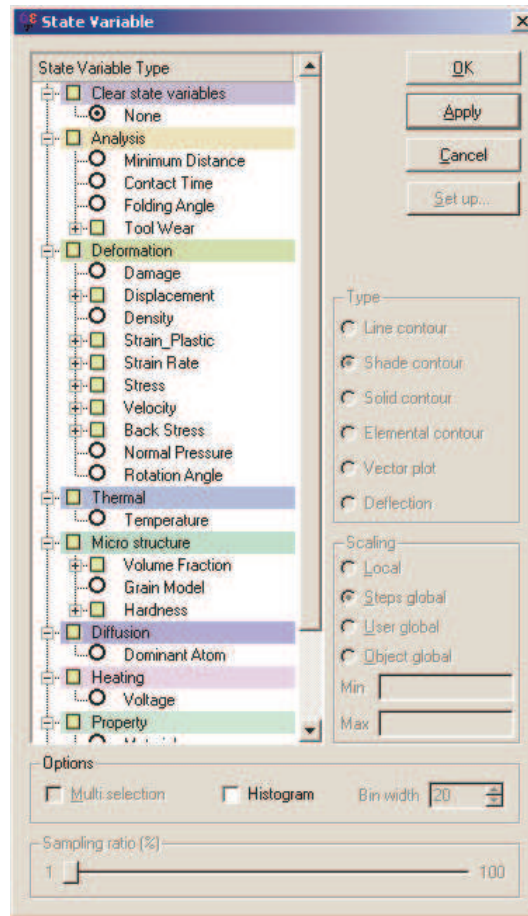 State Variable
State Variable Type
Clear state variables
None
Analysis
Minimum Distance
Contact Time
Folding Angle
Tool Wear
Deformation
Damage
Displacement
Density
Strain_Plastic
Strain Rate
Stress
Velocity
Back Stress
Normal Pressure
Rotation Angle
Thermal
Temperature
Micro structure
Volume Fraction
Grain Model
Hardness
Diffusion
Dominant Atom
Heating
Voltage
Property
OK
Apply
Cancel
Set up...
Type
Line contour
Shade contour
Solid contour
Elemental contour
Vector plot
Deflection
Scaling
Local
Steps global
User global
Object global
Min
Max
Options
Multi selection Histogram Bin width 20
Sampling ratio (%)
1 100